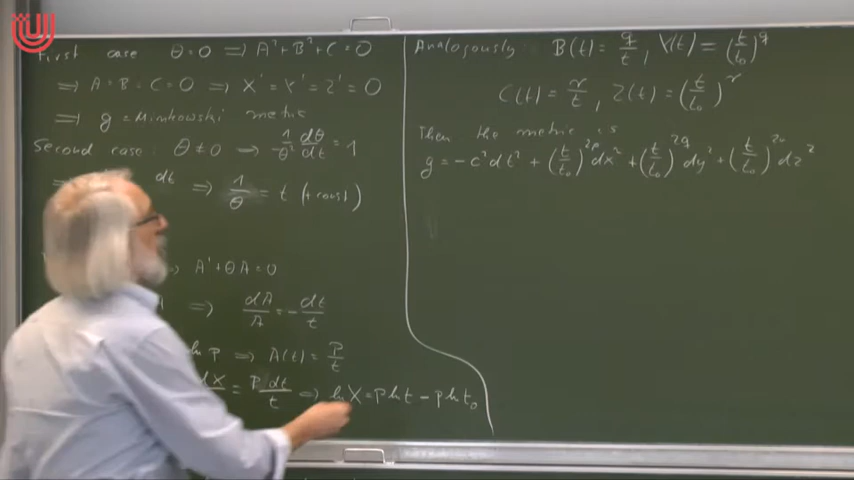 First case θ=0 ⟹ A²+B²+C²=0
⟹ A=B=C=0 ⟹ X'=Y'=Z'=0
⟹ g = Minkowski metric
Second case: θ≠0 ⟶ 1/θ² dθ/dt = 1
dt ⟹ 1/θ = t (+const)
⟹ A'+θA=0
⟹ dA/A = -dt/t
ln p ⟹ A(t) = p/t
dX = p dt/t ⟹ ln X = p ln t - p ln t₀
Analogously: B(t) = q/t, Y(t) = (t/t₀)^q
C(t) = r/t, Z(t) = (t/t₀)^r
Then the metric is
g = -c²dt² + (t/t₀)^2p dx² + (t/t₀)^2q dy² + (t/t₀)^2r dz²